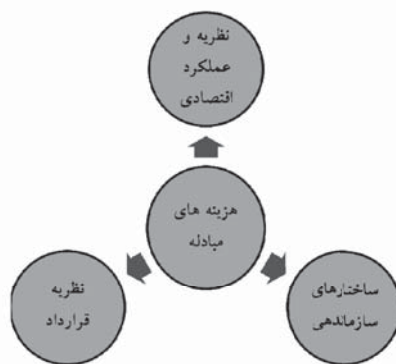 نظریه و
عملکرد
اقتصادی
هزینه های
مبادله
ساختارهای
سازماندهی
نظریه
قرارداد